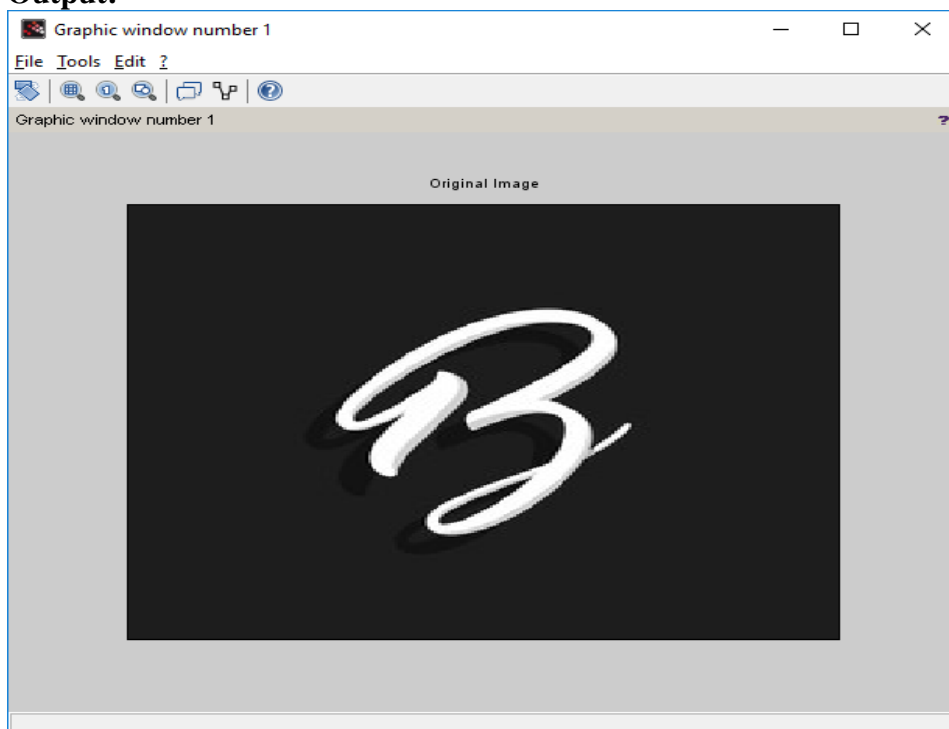 Output:
Graphic window number 1
File Tools Edit ?
Graphic window number 1 ?
Original Image
B